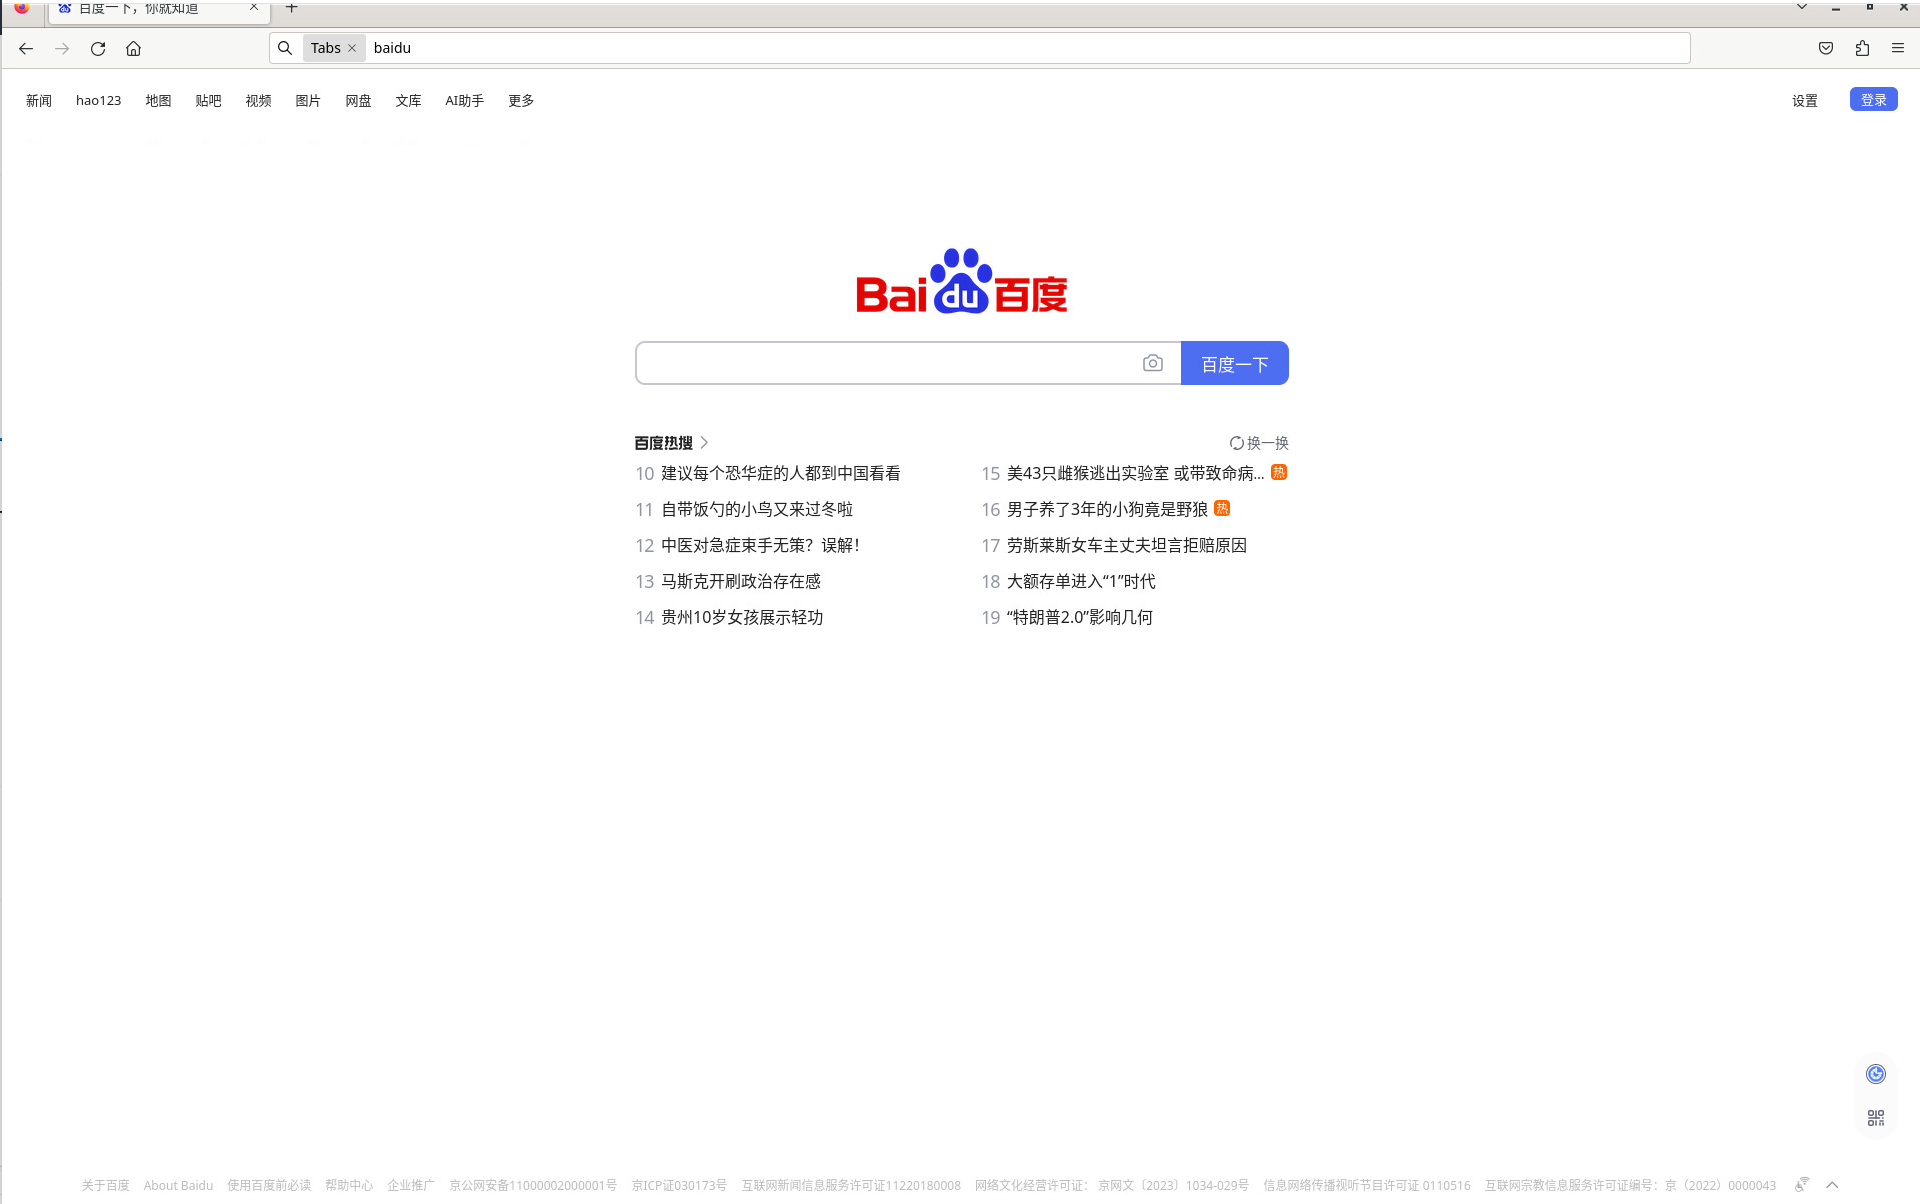 百度一下，你就知道
Tabs baidu
新闻 hao123 地图 贴吧 视频 图片 网盘 文库 AI助手 更多 设置 登录
Bai du 百度
百度一下
百度热搜 换一换
10 建议每个恐华症的人都到中国看看
11 自带饭勺的小鸟又来过冬啦
12 中医对急症束手无策？误解！
13 马斯克开刷政治存在感
14 贵州10岁女孩展示轻功
15 美43只雌猴逃出实验室 或带致命病... 热
16 男子养了3年的小狗竟是野狼 热
17 劳斯莱斯女车主丈夫坦言拒赔原因
18 大额存单进入“1”时代
19 “特朗普2.0”影响几何
关于百度 About Baidu 使用百度前必读 帮助中心 企业推广 京公网安备11000002000001号 京ICP证030173号 互联网新闻信息服务许可证11220180008 网络文化经营许可证： 京网文〔2023〕1034-029号 信息网络传播视听节目许可证 0110516 互联网宗教信息服务许可证编号：京（2022）0000043